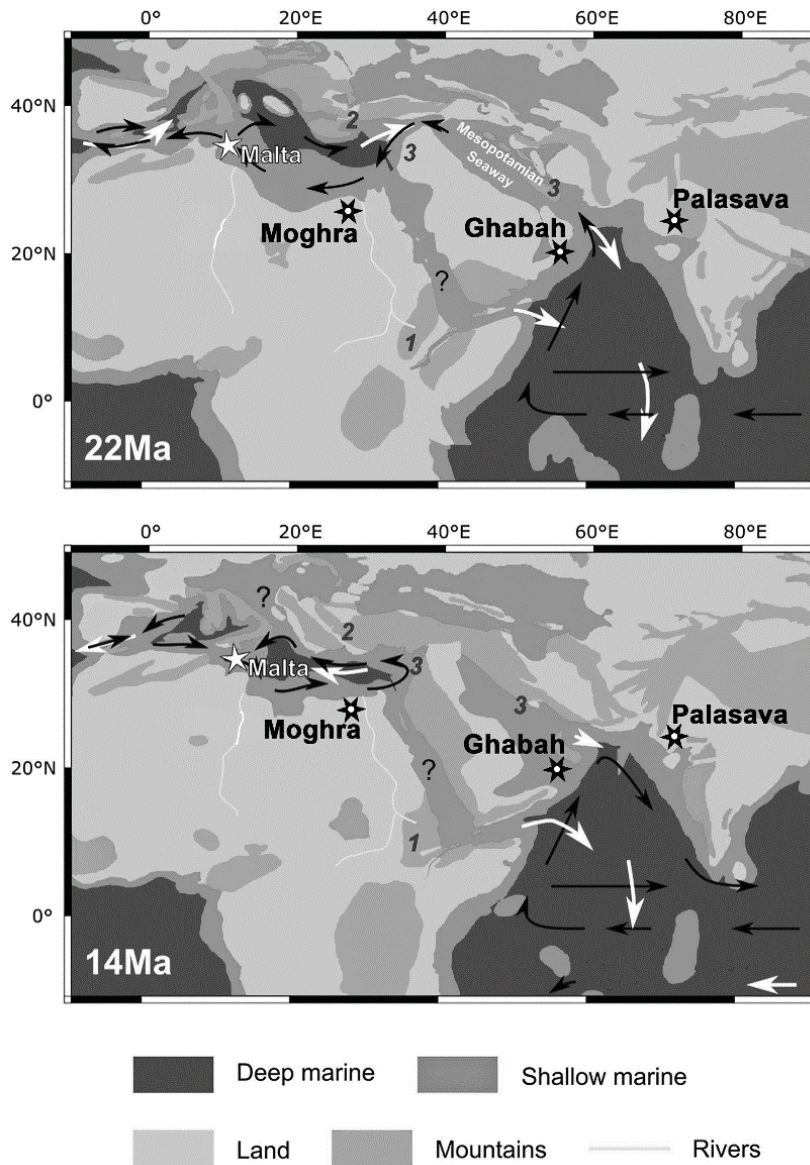 0° 20°E 40°E 60°E 80°E
40°N
2
Malta
3
Mesopotamian
Seaway
3
Palasava
Moghra
Ghabah
20°N
?
1
0°
22Ma
0° 20°E 40°E 60°E 80°E
?
40°N
2
Malta
3
3
Palasava
Moghra
Ghabah
20°N
?
1
0°
14Ma
Deep marine
Shallow marine
Land
Mountains
Rivers